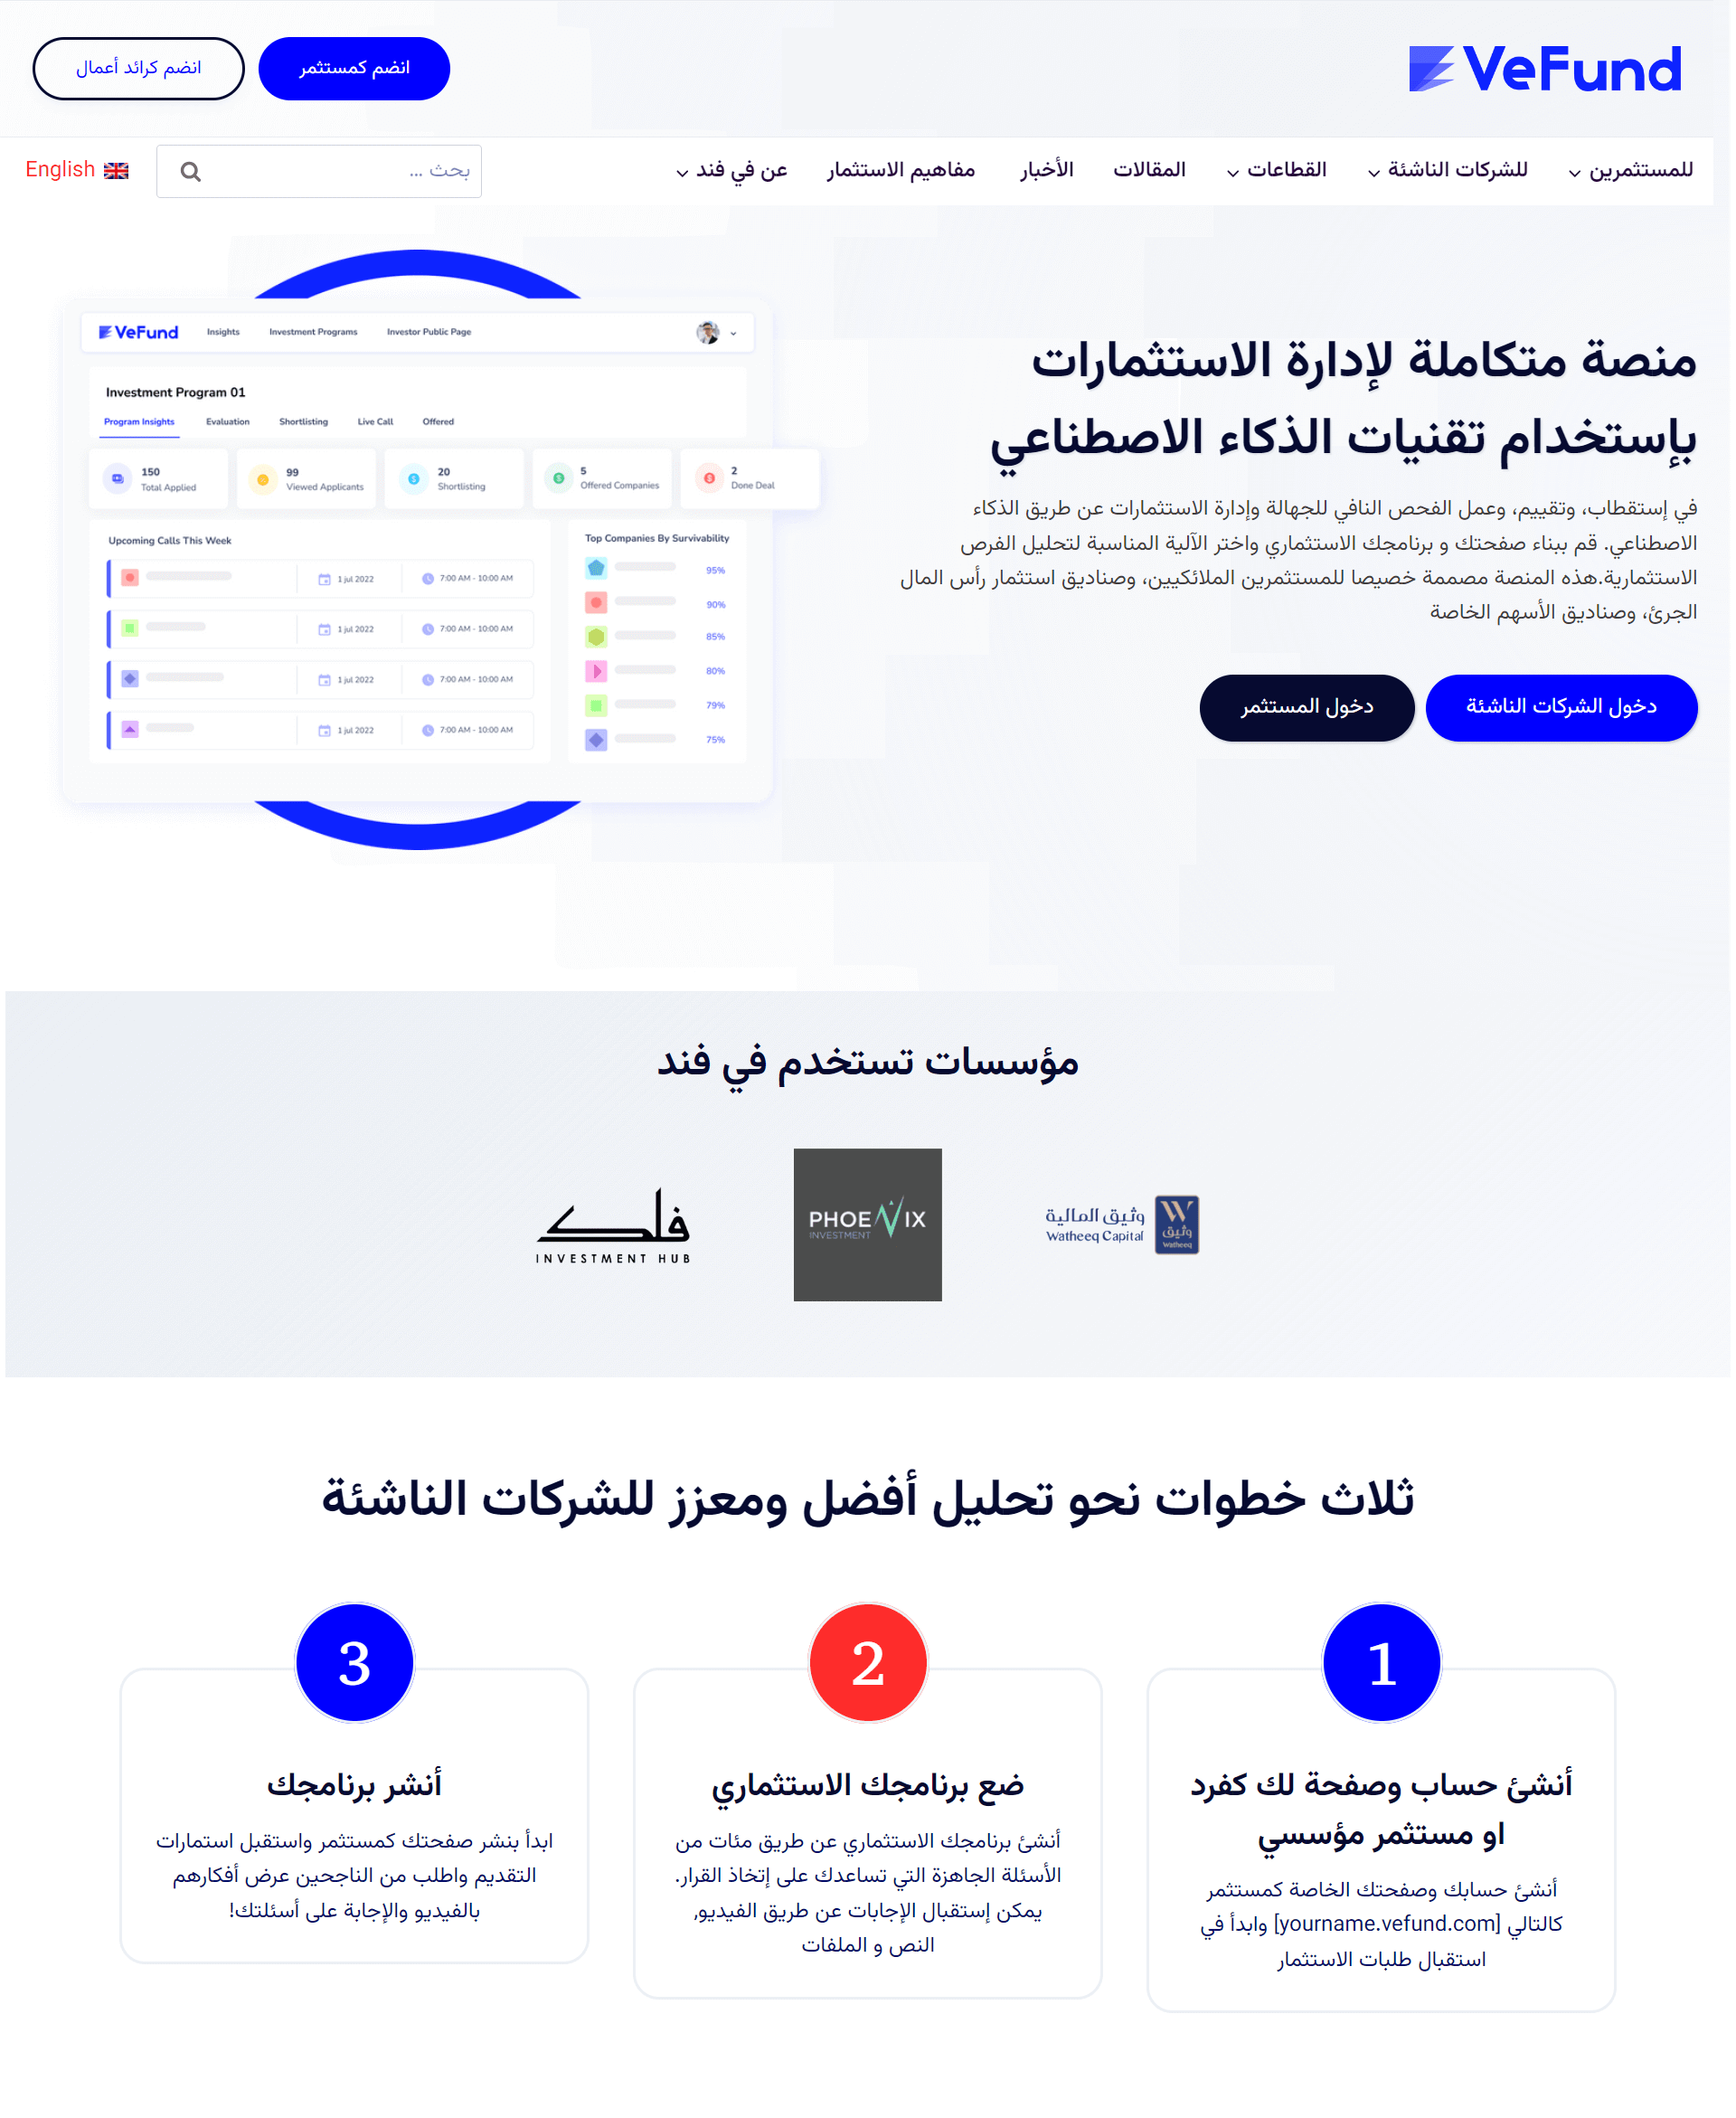 VeFund
انضم كمستثمر
انضم كرائد أعمال
للمستثمرين
للشركات الناشئة
القطاعات
المقالات
الأخبار
مفاهيم الاستثمار
عن في فند
بحث ...
English
منصة متكاملة لإدارة الاستثمارات
بإستخدام تقنيات الذكاء الاصطناعي
في إستقطاب، وتقييم، وعمل الفحص النافي للجهالة وإدارة الاستثمارات عن طريق الذكاء
الاصطناعي. قم ببناء صفحتك و برنامجك الاستثماري واختر الآلية المناسبة لتحليل الفرص
الاستثمارية.هذه المنصة مصممة خصيصا للمستثمرين الملائكيين، وصناديق استثمار رأس المال
الجرئ، وصناديق الأسهم الخاصة
دخول الشركات الناشئة
دخول المستثمر
VeFund
Insights
Investment Programs
Investor Public Page
Investment Program 01
Program Insights
Evaluation
Shortlisting
Live Call
Offered
150
Total Applied
99
Viewed Applicants
20
Shortlisting
5
Offered Companies
2
Done Deal
Upcoming Calls This Week
1 jul 2022 7:00 AM - 10:00 AM
1 jul 2022 7:00 AM - 10:00 AM
1 jul 2022 7:00 AM - 10:00 AM
1 jul 2022 7:00 AM - 10:00 AM
Top Companies By Survivability
95%
90%
85%
80%
79%
75%
مؤسسات تستخدم في فند
وثيق المالية
Watheeq Capital
وثيق
Watheeq
PHOENIX
INVESTMENT
فلك
INVESTMENT HUB
ثلاث خطوات نحو تحليل أفضل ومعزز للشركات الناشئة
1
أنشئ حساب وصفحة لك كفرد
او مستثمر مؤسسي
أنشئ حسابك وصفحتك الخاصة كمستثمر
كالتالي [yourname.vefund.com] وابدأ في
استقبال طلبات الاستثمار
2
ضع برنامجك الاستثماري
أنشئ برنامجك الاستثماري عن طريق مئات من
الأسئلة الجاهزة التي تساعدك على إتخاذ القرار.
يمكن إستقبال الإجابات عن طريق الفيديو,
النص و الملفات
3
أنشر برنامجك
ابدأ بنشر صفحتك كمستثمر واستقبل استمارات
التقديم واطلب من الناجحين عرض أفكارهم
بالفيديو والإجابة على أسئلتك!